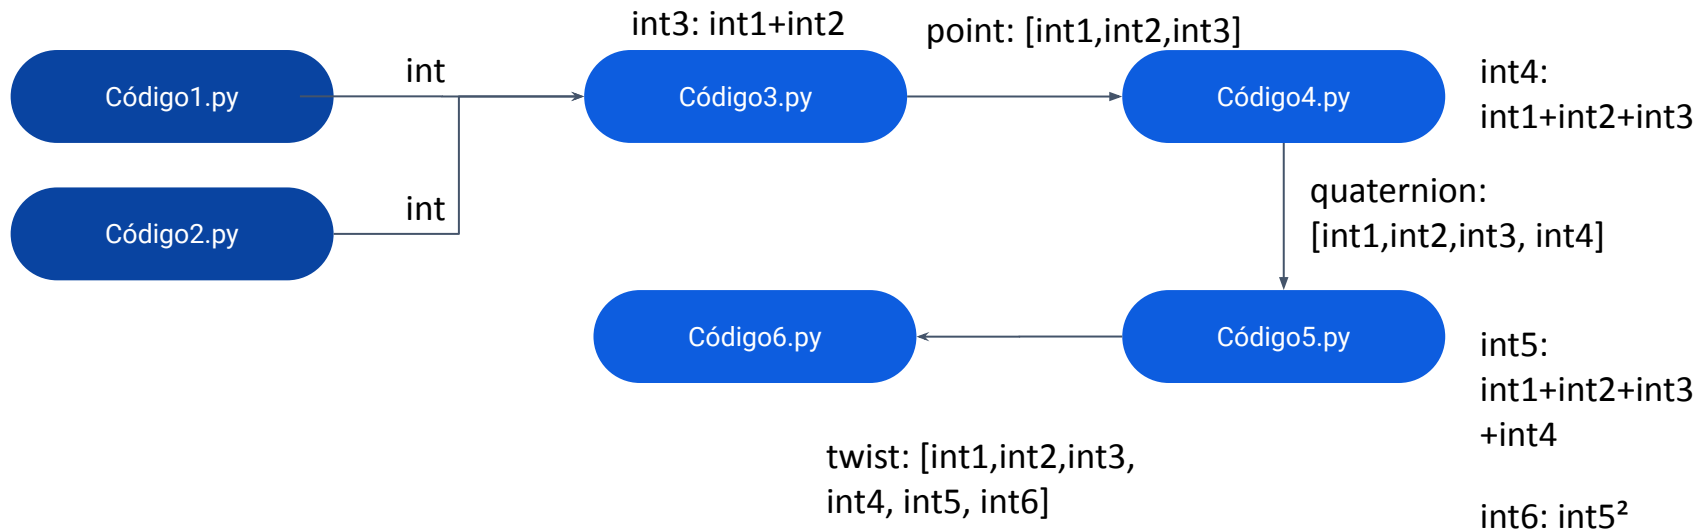 int3: int1+int2
point: [int1,int2,int3]
Código1.py
int
Código3.py
Código4.py
int4:
int1+int2+int3
Código2.py
int
quaternion:
[int1,int2,int3, int4]
Código6.py
Código5.py
int5:
int1+int2+int3
+int4
twist: [int1,int2,int3,
int4, int5, int6]
int6: int5²